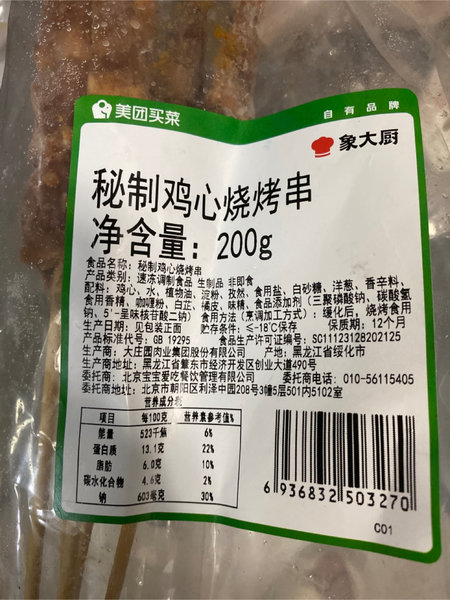 美团买菜
自有品牌
象大厨
秘制鸡心烧烤串
净含量：200g
食品名称：秘制鸡心烧烤串
产品类别：速冻调制食品 生制品 非即食
配料：鸡心、水、植物油、淀粉、孜然、食用盐、白砂糖、洋葱、香辛料、
食用香精、咖喱粉、白芷、橘皮、味精、食品添加剂（三聚磷酸钠、碳酸氢
钠、5'-呈味核苷酸二钠） 食用方法（烹调加工方式）：缓化后，烧烤食用
生产日期：见包装正面 贮存条件：≤-18℃保存 保质期：12个月
产品标准代号：GB 19295 食品生产许可证编号：SC11123128202125
生产商：大庄园肉业集团股份有限公司 产地：黑龙江省绥化市
生产商地址：黑龙江省肇东市经济开发区创业大道490号
委托商：北京宝宝爱吃餐饮管理有限公司 委托商电话：010-56115405
委托商地址：北京市朝阳区利泽中园208号3幢5层501内5102室
营养成分表
项目 每100克 营养素参考值%
能量 523千焦 6%
蛋白质 13.1克 22%
脂肪 6.0克 10%
碳水化合物 4.6克 2%
钠 603毫克 30%
6 936832 503270
C01